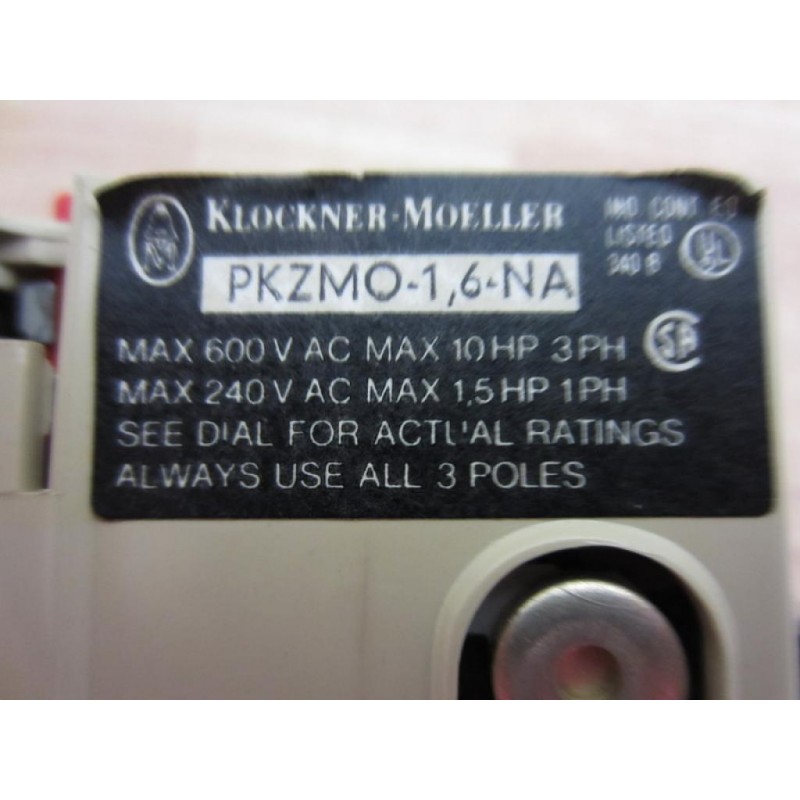 KLOCKNER-MOELLER
IND CONT EQ
LISTED
340 B
UL
PKZMO-1,6-NA
MAX 600 V AC MAX 10 HP 3 PH
MAX 240 V AC MAX 1,5 HP 1 PH
SEE DIAL FOR ACTUAL RATINGS
ALWAYS USE ALL 3 POLES